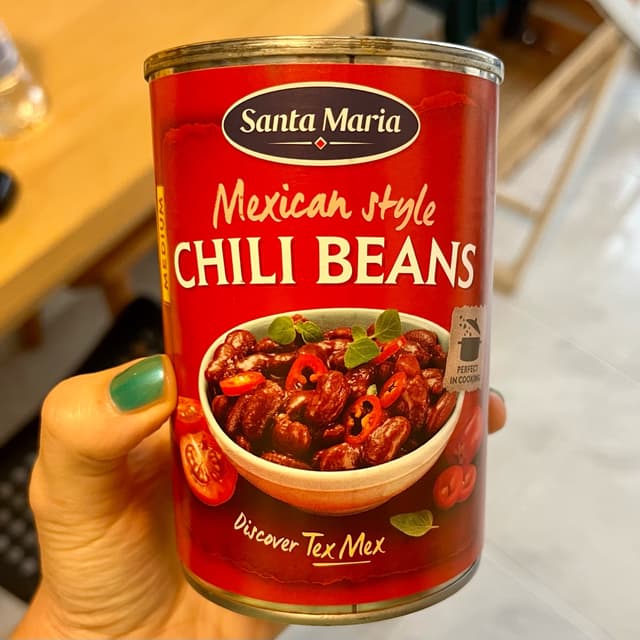 Santa Maria
Mexican style
CHILI BEANS
MEDIUM
PERFECT
IN COOKING
Discover Tex Mex